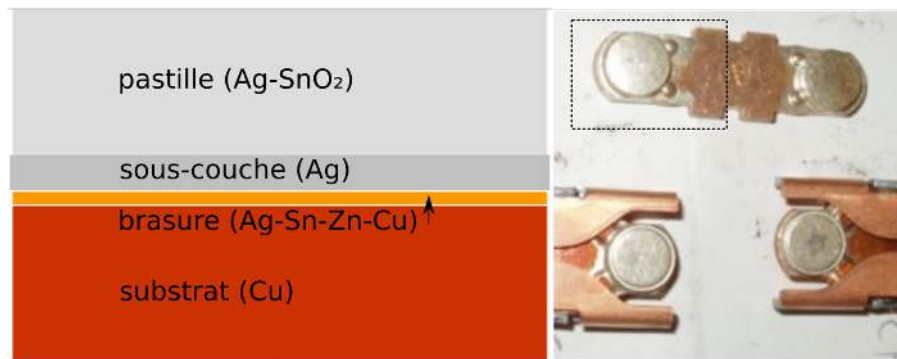 pastille (Ag-SnO₂)
sous-couche (Ag)
brasure (Ag-Sn-Zn-Cu)
substrat (Cu)